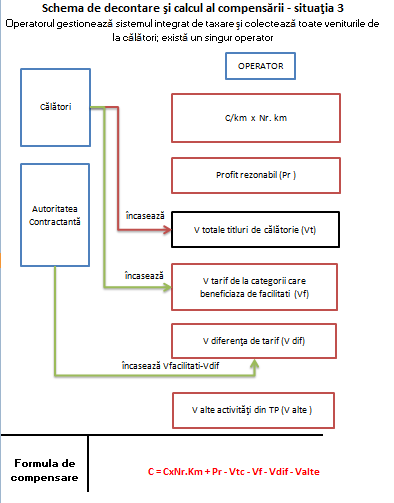 Schema de decontare şi calcul al compensării - situaţia 3
Operatorul gestionează sistemul integrat de taxare şi colectează toate veniturile de
la călători; există un singur operator
OPERATOR
Călători
C/km x Nr. km
Profit rezonabil (Pr )
Autoritatea
Contractantă
încasează
V totale titluri de călătorie (Vt)
încasează
V tarif de la categorii care
beneficiaza de facilitati (Vf)
V diferenţa de tarif (V dif)
încasează Vfacilitati-Vdif
V alte activităţi din TP (V alte )
Formula de
compensare
C = CxNr.Km + Pr - Vtc - Vf - Vdif - Valte